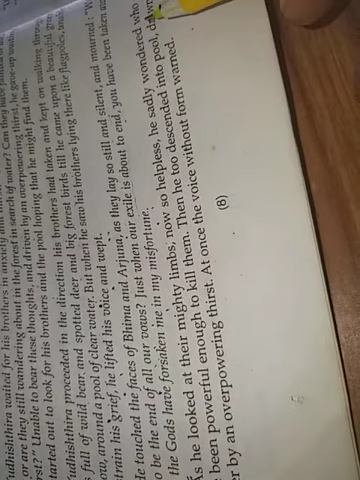 udhishthira waited for his brothers in anxiety
or are they still wandering about in the forest in search of water? Can they have
rst?" Unable to bear these thoughts, and driven by an overpowering thirst, he gave up
tarted out to look for his brothers and the pool hoping that he might find them.
udhishthira proceeded in the direction his brothers had taken and kept on walking through
full of wild bear, and spotted deer and big forest birds till he came upon a beautiful
ow, around a pool of clear water. But when he saw his brothers lying there like flagpoles,
train his grief, he lifted his voice and wept.
He touched the faces of Bhima and Arjuna, as they lay so still and silent, and mourned : "W
o be the end of all our vows? Just when our exile is about to end, you have been taken
the Gods have forsaken me in my misfortune.
As he looked at their mighty limbs, now so helpless, he sadly wondered who
been powerful enough to kill them. Then he too descended into pool,
er by an overpowering thirst. At once the voice without form warned.
(8)